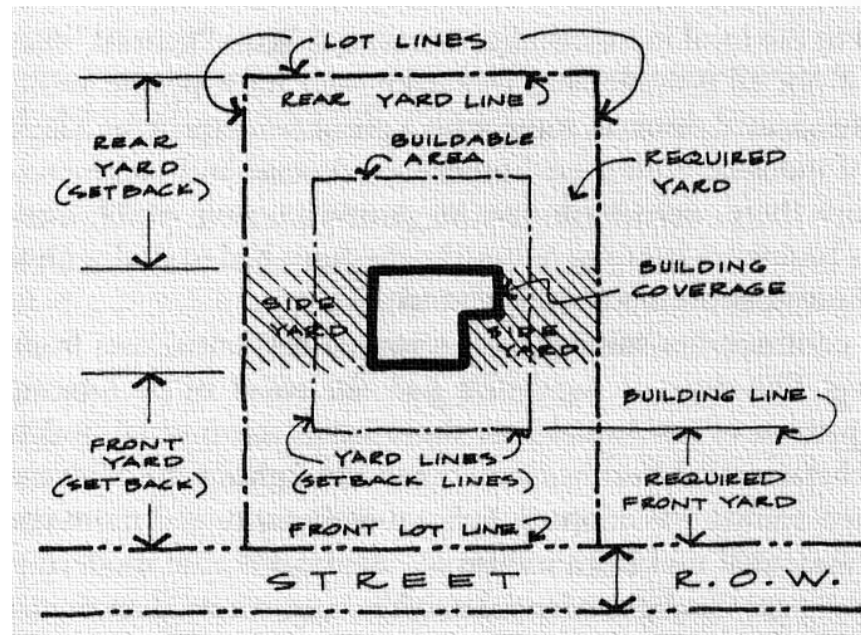 LOT LINES
REAR YARD LINE
REAR
YARD
(SETBACK)
BUILDABLE
AREA
REQUIRED
YARD
BUILDING
COVERAGE
SIDE
YARD
SIDE
YARD
BUILDING LINE
FRONT
YARD
(SETBACK)
YARD LINES
(SETBACK LINES)
REQUIRED
FRONT YARD
FRONT LOT LINE
STREET R.O.W.